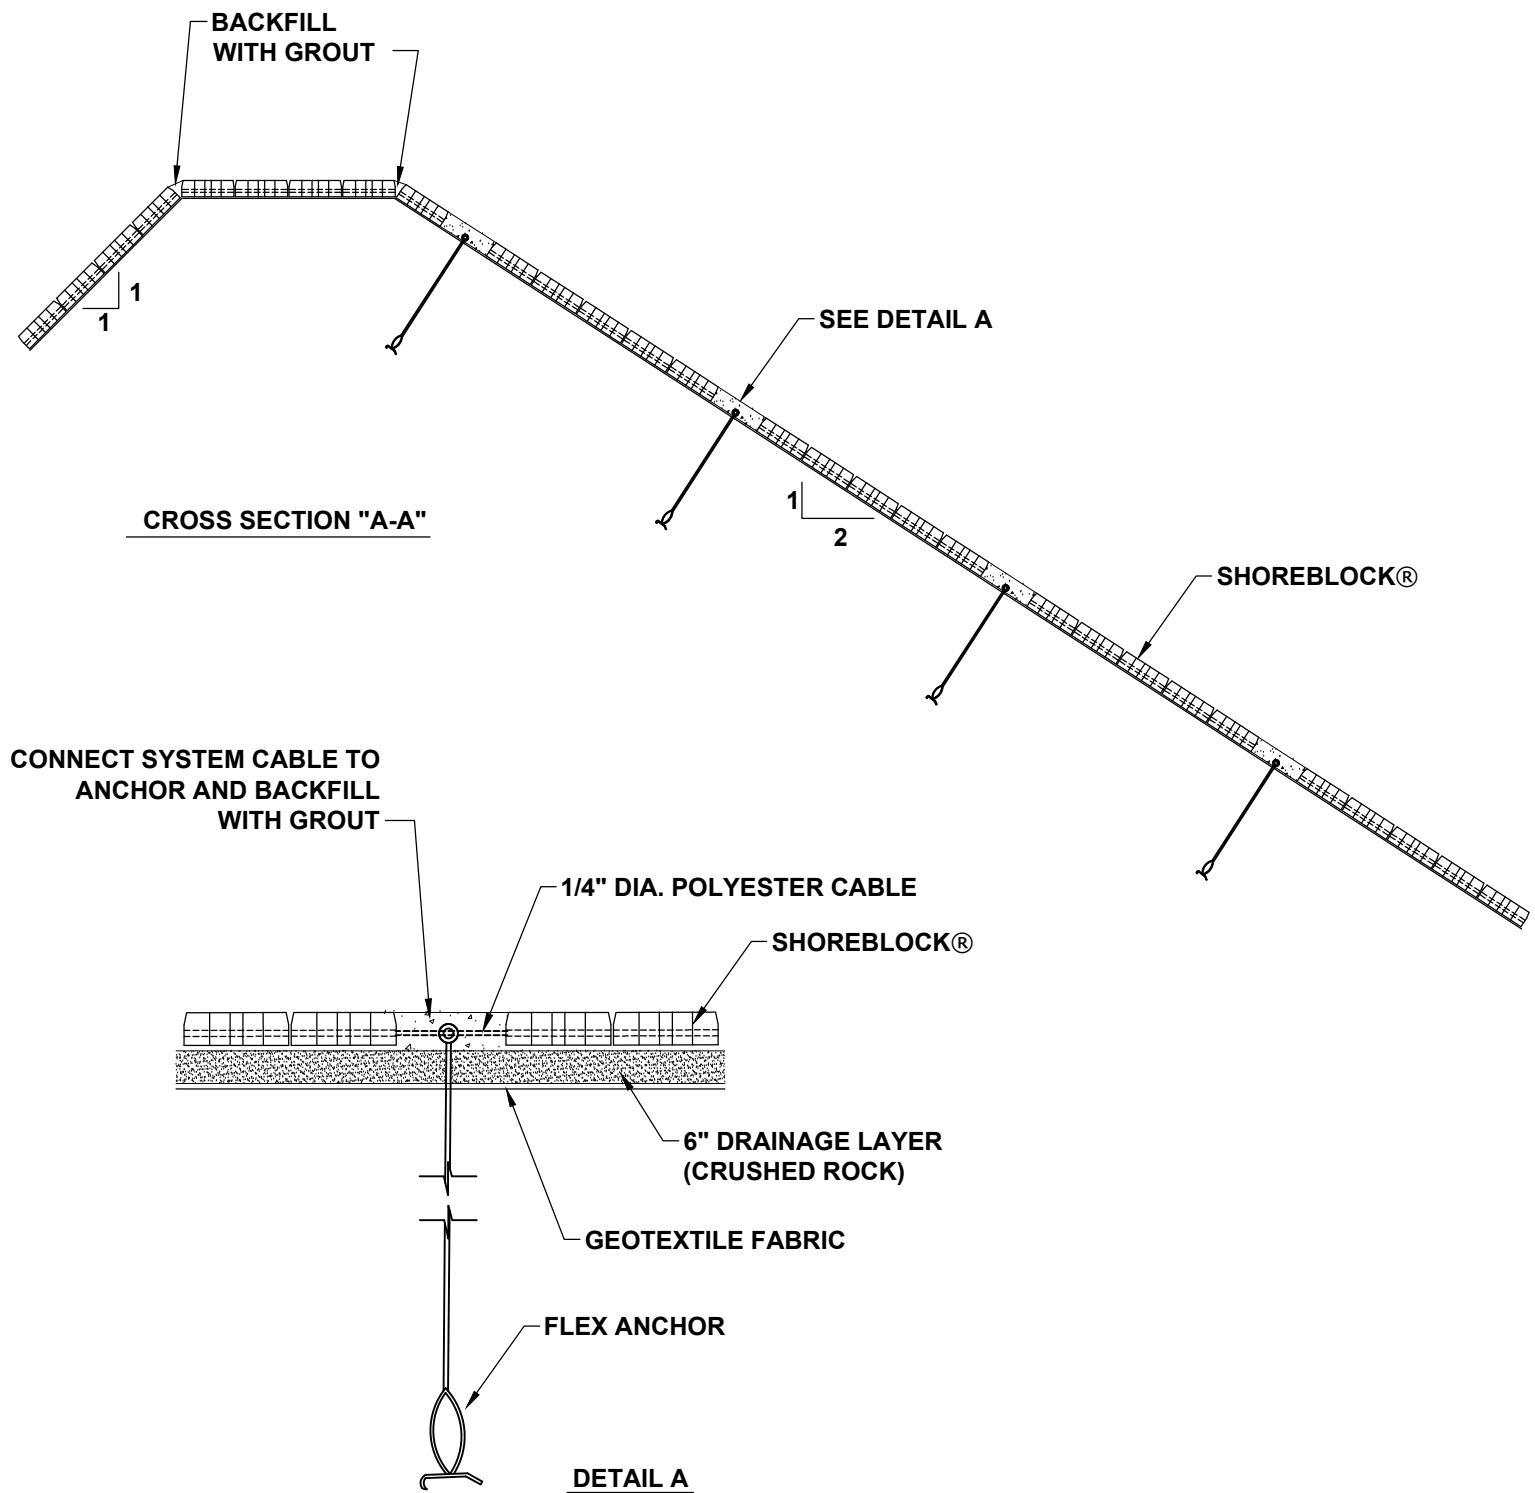 BACKFILL
WITH GROUT
1
1
SEE DETAIL A
CROSS SECTION "A-A"
1
2
SHOREBLOCK®
CONNECT SYSTEM CABLE TO
ANCHOR AND BACKFILL
WITH GROUT
1/4" DIA. POLYESTER CABLE
SHOREBLOCK®
6" DRAINAGE LAYER
(CRUSHED ROCK)
GEOTEXTILE FABRIC
FLEX ANCHOR
DETAIL A